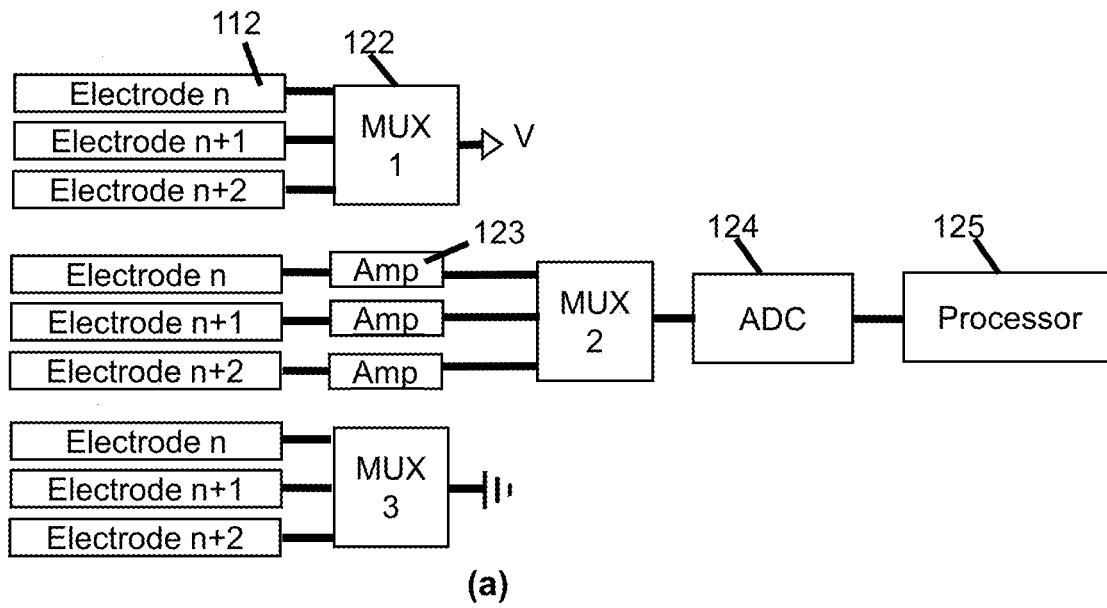 112
122
Electrode n
Electrode n+1
Electrode n+2
MUX
1
V
123
124
125
Electrode n
Electrode n+1
Electrode n+2
Amp
Amp
Amp
MUX
2
ADC
Processor
Electrode n
Electrode n+1
Electrode n+2
MUX
3
(a)